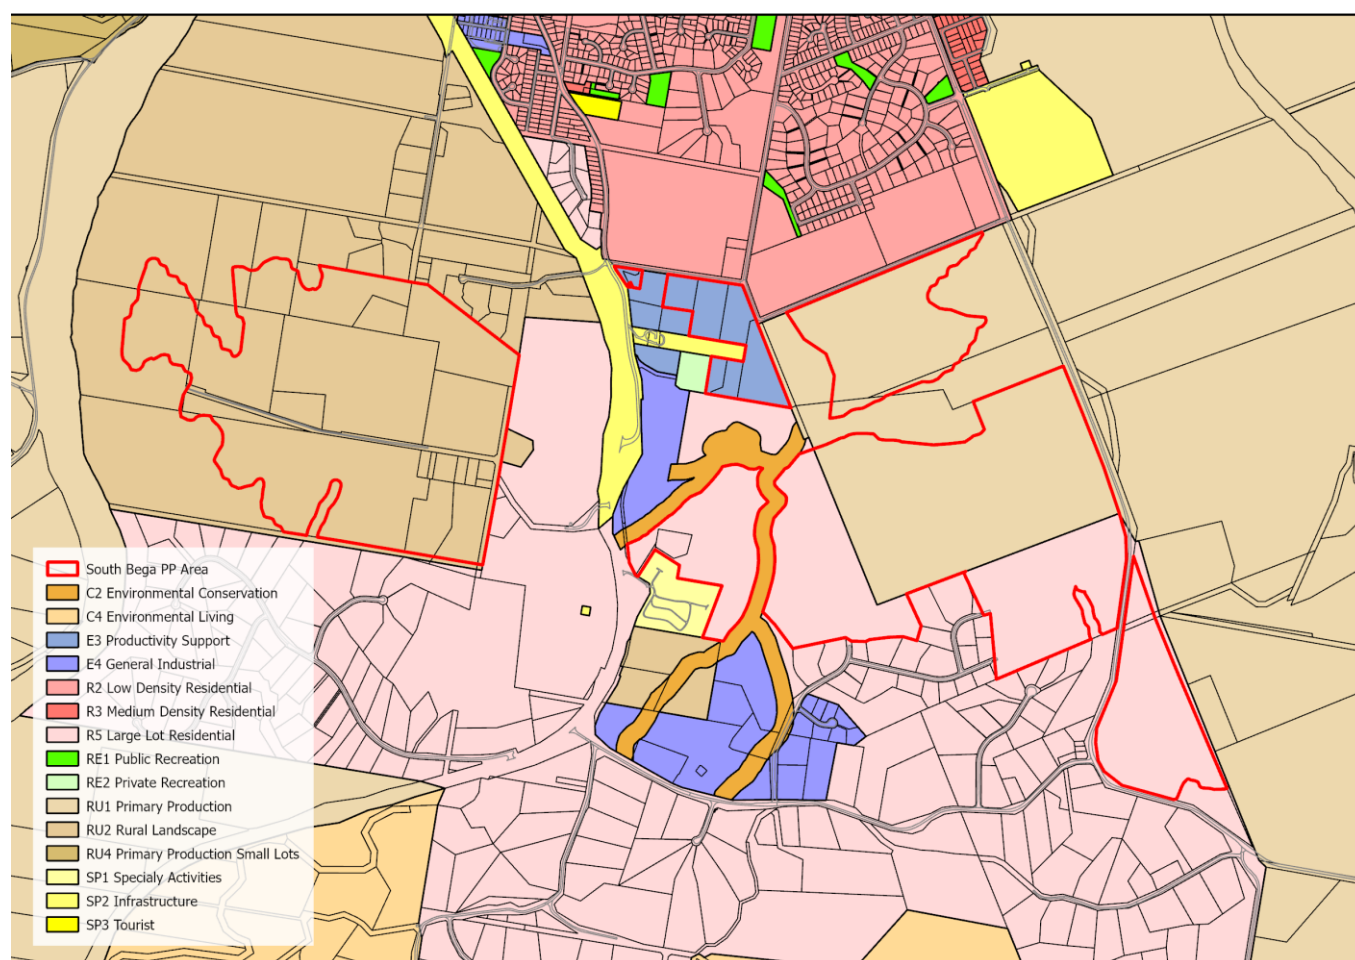 South Bega PP Area
C2 Environmental Conservation
C4 Environmental Living
E3 Productivity Support
E4 General Industrial
R2 Low Density Residential
R3 Medium Density Residential
R5 Large Lot Residential
RE1 Public Recreation
RE2 Private Recreation
RU1 Primary Production
RU2 Rural Landscape
RU4 Primary Production Small Lots
SP1 Specialy Activities
SP2 Infrastructure
SP3 Tourist